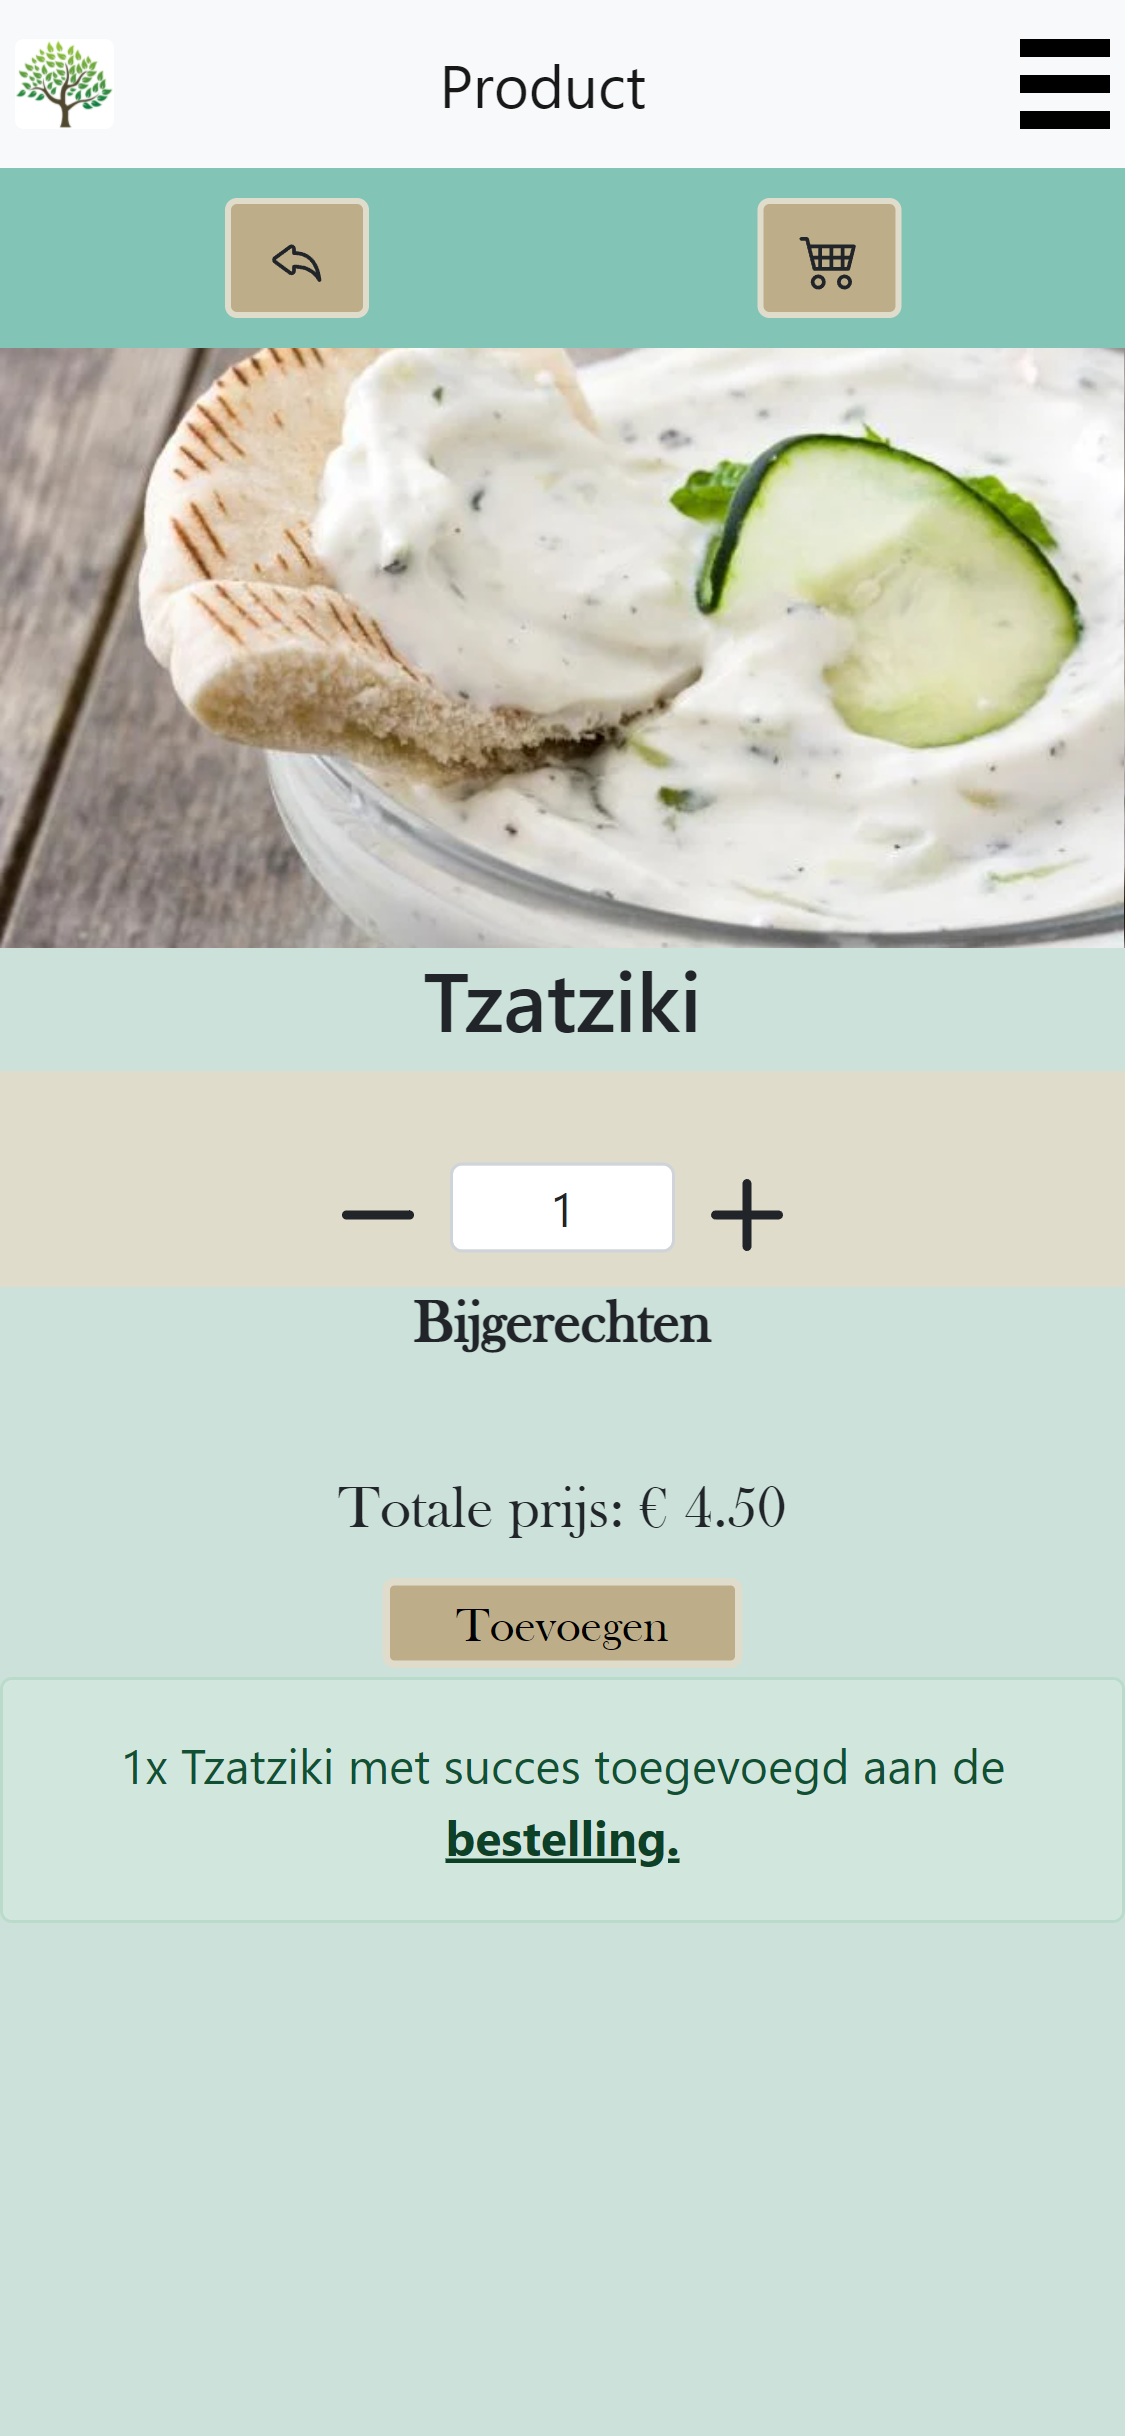 Product
Tzatziki
1
Bijgerechten
Totale prijs: € 4.50
Toevoegen
1x Tzatziki met succes toegevoegd aan de
bestelling.